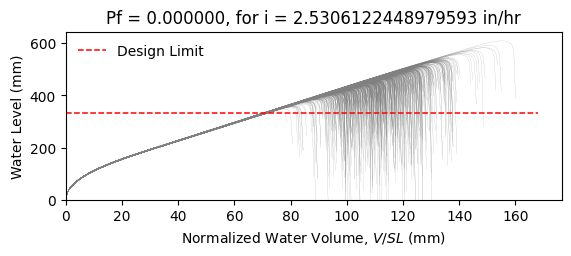 Pf = 0.000000, for i = 2.5306122448979593 in/hr
600
400
200
0
Water Level (mm)
Design Limit
0 20 40 60 80 100 120 140 160
Normalized Water Volume, V/SL (mm)